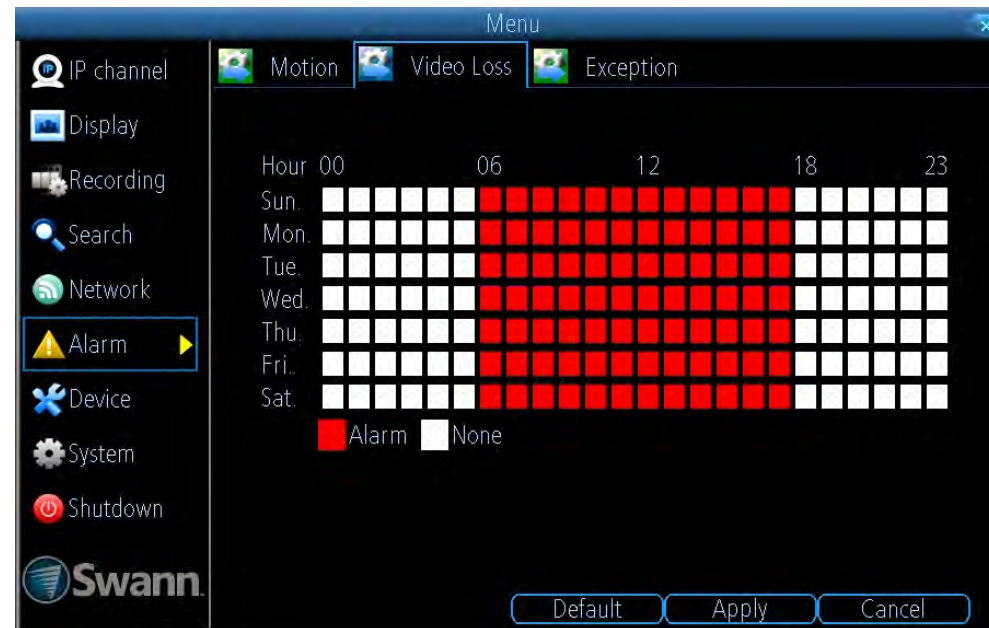 Menu
IP channel
Display
Recording
Search
Network
Alarm
Device
System
Shutdown
Swann
Motion Video Loss Exception
Hour 00 06 12 18 23
Sun.
Mon.
Tue.
Wed.
Thu.
Fri..
Sat.
Alarm None
Default Apply Cancel